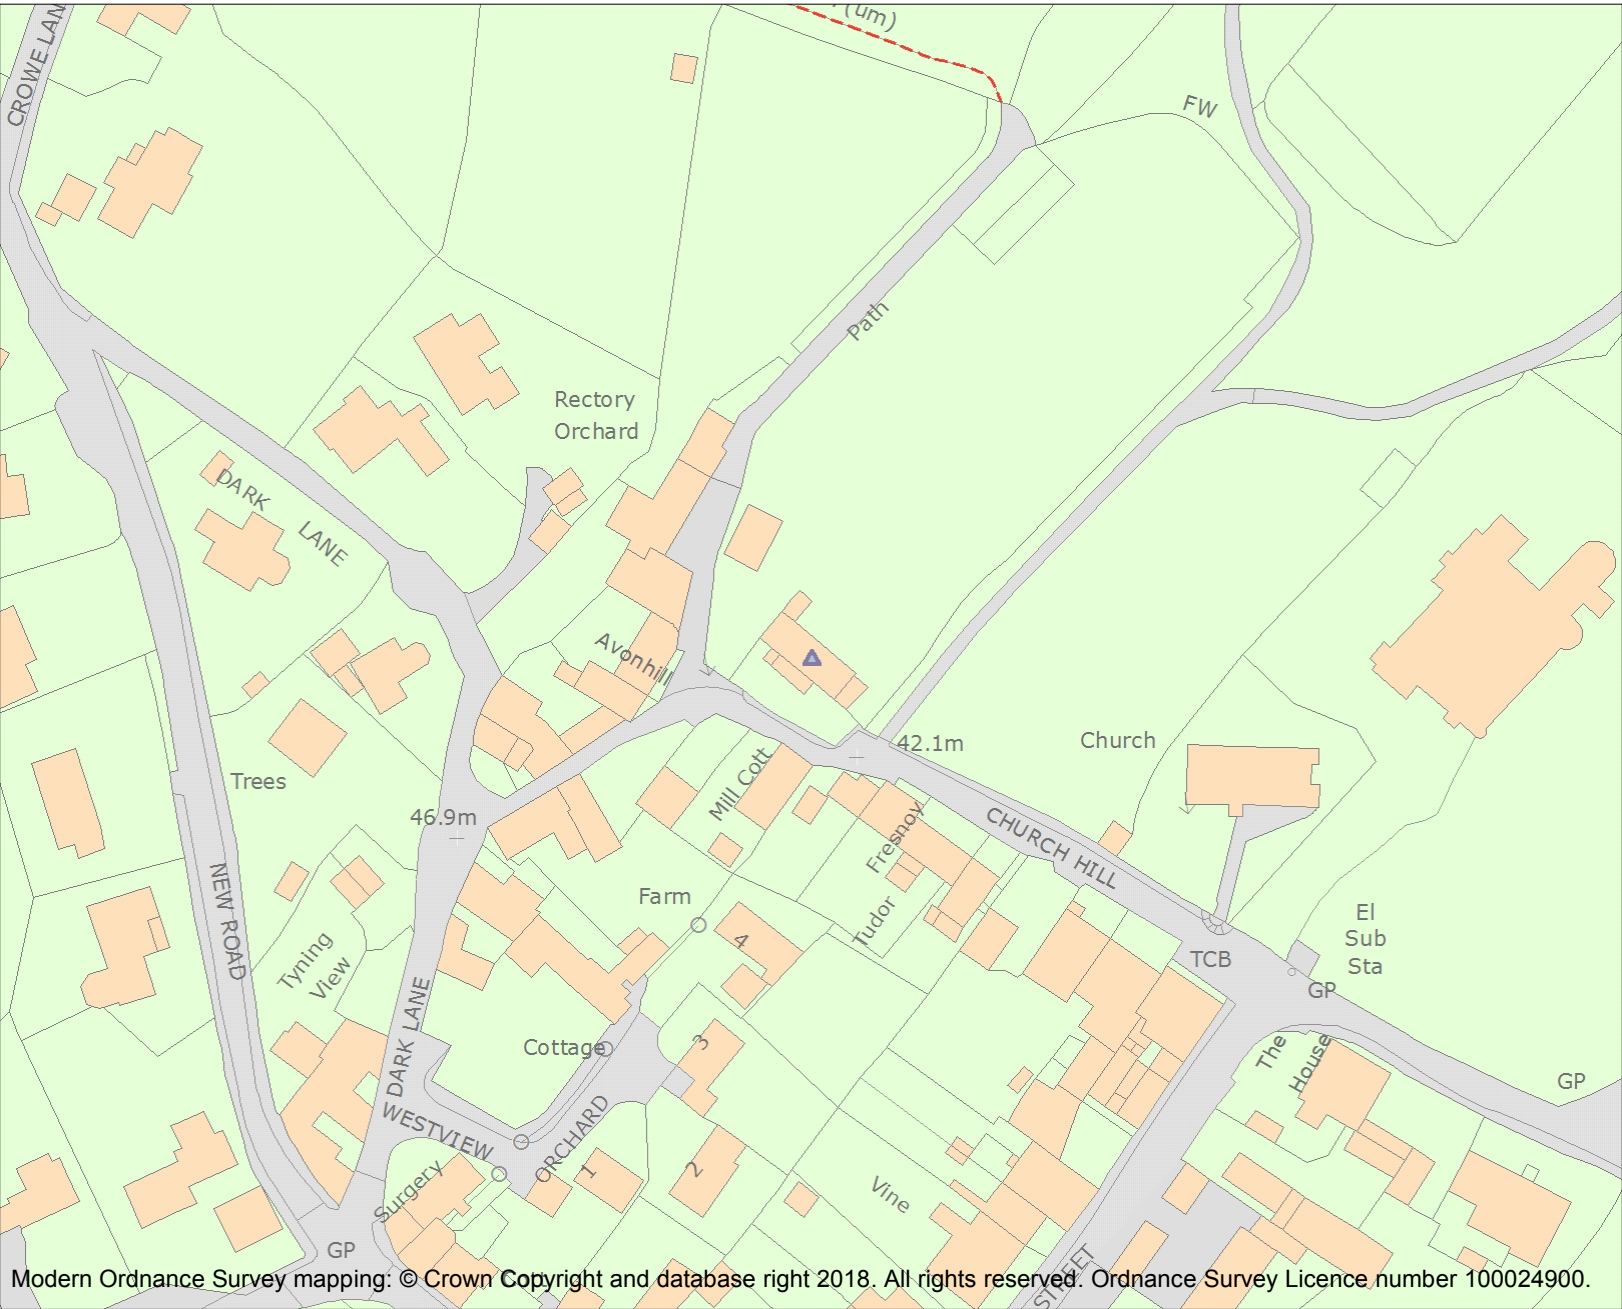 (um)
CROWE LAN
FW
Path
Rectory
Orchard
DARK
LANE
Avonhill
42.1m
Church
Trees
Mill Cott
46.9m
Fresnoy
CHURCH HILL
NEW ROAD
Farm
Tudor
El
Sub
Sta
4
TCB
GP
Tyning
View
DARK LANE
Cottage
3
The
House
GP
WESTVIEW
ORCHARD
1
2
Surgery
Vine
GP
STREET
Modern Ordnance Survey mapping: © Crown Copyright and database right 2018. All rights reserved. Ordnance Survey Licence number 100024900.